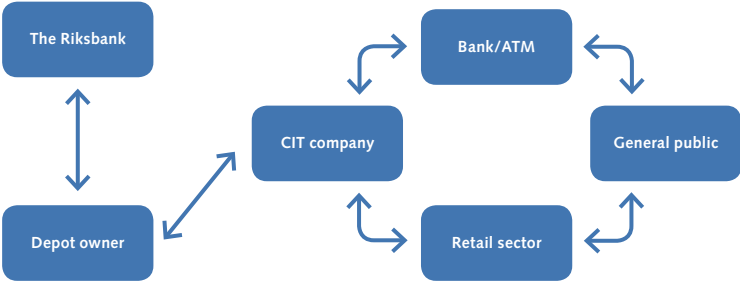 The Riksbank
Bank/ATM
CIT company
General public
Depot owner
Retail sector